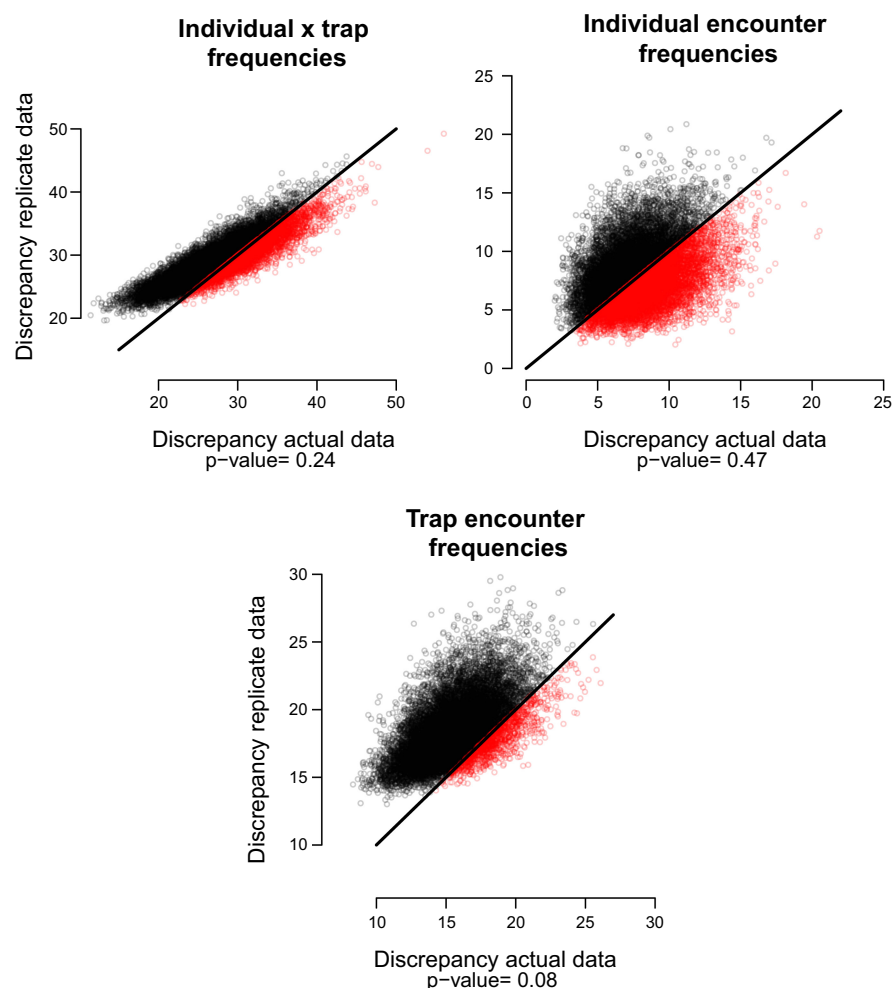 Individual x trap
frequencies
Discrepancy replicate data
50
40
30
20
20 30 40 50
Discrepancy actual data
p−value= 0.24
Individual encounter
frequencies
25
20
15
10
5
0
0 5 10 15 20 25
Discrepancy actual data
p−value= 0.47
Trap encounter
frequencies
Discrepancy replicate data
30
25
20
15
10
10 15 20 25 30
Discrepancy actual data
p−value= 0.08